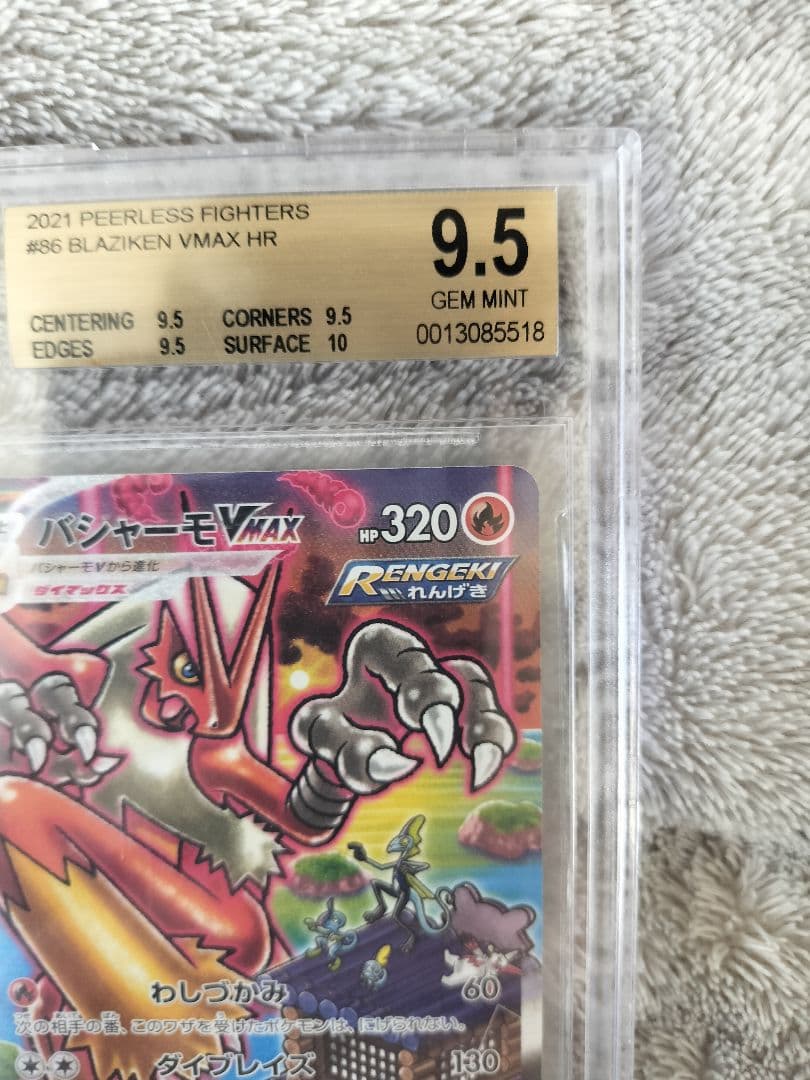 2021 PEERLESS FIGHTERS
#86 BLAZIKEN VMAX HR
9.5
GEM MINT
CENTERING 9.5 CORNERS 9.5
EDGES 9.5 SURFACE 10
0013085518
バシャーモVMAX
HP320
バシャーモVから進化
ダイマックス
RENGEKI
れんげき
わしづかみ 60
次の相手の番、このワザを受けたポケモンは、にげられない。
ダイブレイズ 130